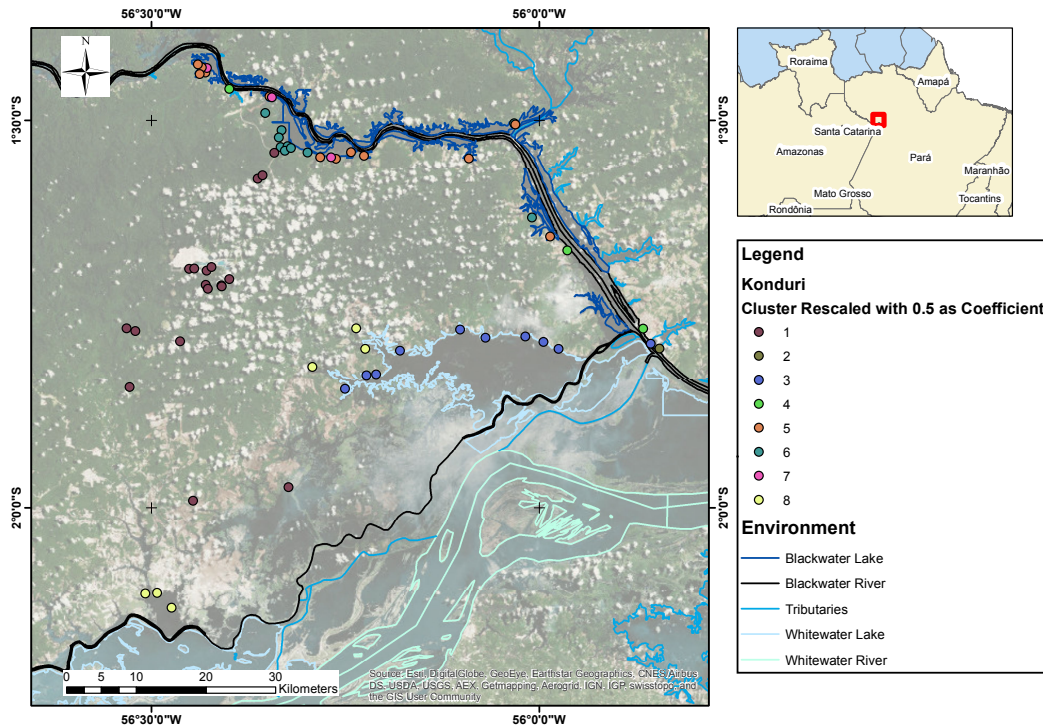 56°30'0"W
56°0'0"W
N
1°30'0"S
1°30'0"S
2°0'0"S
2°0'0"S
0 5 10 20 30
Kilometers
Source: Esri, DigitalGlobe, GeoEye, Earthstar Geographics, CNES/Airbus
DS, USDA, USGS, AEX, Getmapping, Aerogrid, IGN, IGP, swisstopo, and
the GIS User Community
56°30'0"W
56°0'0"W
Roraima
Amapá
Santa Catarina
Amazonas
Pará
Maranhão
Mato Grosso
Tocantins
Rondônia
Legend
Konduri
Cluster Rescaled with 0.5 as Coefficient
1
2
3
4
5
6
7
8
Environment
Blackwater Lake
Blackwater River
Tributaries
Whitewater Lake
Whitewater River